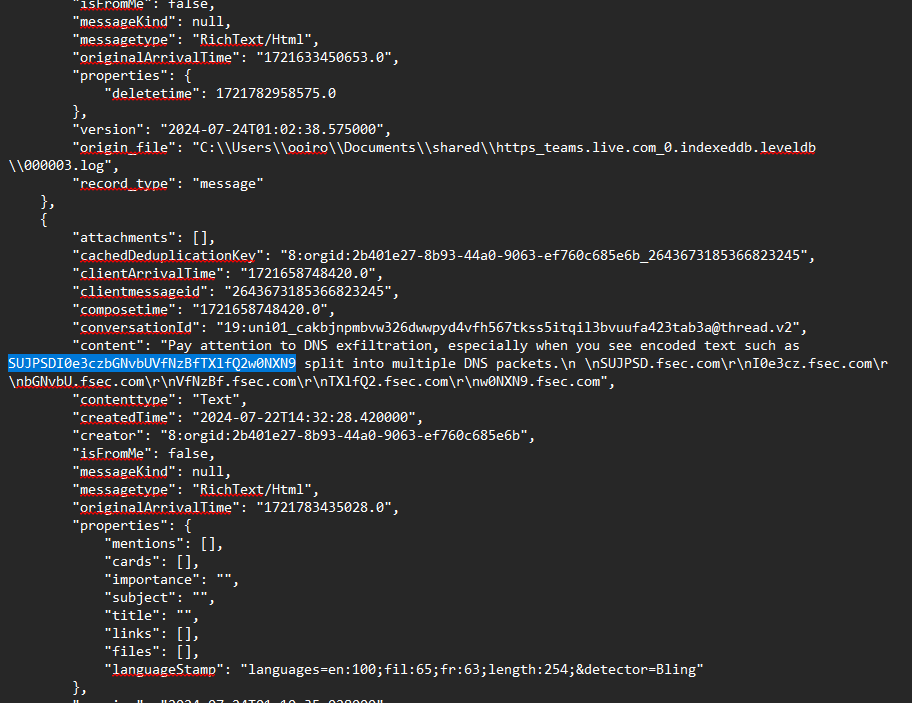 "isFromMe": false,
"messageKind": null,
"messagetype": "RichText/Html",
"originalArrivalTime": "1721633450653.0",
"properties": {
"deletetime": 1721782958575.0
},
"version": "2024-07-24T01:02:38.575000",
"origin_file": "C:\\Users\\ooiro\\Documents\\shared\\https_teams.live.com_0.indexeddb.leveldb
\\000003.log",
"record_type": "message"
},
{
"attachments": [],
"cachedDeduplicationKey": "8:orgid:2b401e27-8b93-44a0-9063-ef760c685e6b_2643673185366823245",
"clientArrivalTime": "1721658748420.0",
"clientmessageid": "2643673185366823245",
"composetime": "1721658748420.0",
"conversationId": "19:uni01_cakbjnpmbvw326dwwpyd4vfh567tkss5itqil3bvuufa423tab3a@thread.v2",
"content": "Pay attention to DNS exfiltration, especially when you see encoded text such as
SUJPSDI0e3czbGNvbUVfNzBfTXlfQ2w0NXN9 split into multiple DNS packets.\n \nSUJPSD.fsec.com\r\nI0e3cz.fsec.com\r
\nbGNvbU.fsec.com\r\nVfNzBf.fsec.com\r\nTXlfQ2.fsec.com\r\nw0NXN9.fsec.com",
"contenttype": "Text",
"createdTime": "2024-07-22T14:32:28.420000",
"creator": "8:orgid:2b401e27-8b93-44a0-9063-ef760c685e6b",
"isFromMe": false,
"messageKind": null,
"messagetype": "RichText/Html",
"originalArrivalTime": "1721783435028.0",
"properties": {
"mentions": [],
"cards": [],
"importance": "",
"subject": "",
"title": "",
"links": [],
"files": [],
"languageStamp": "languages=en:100;fil:65;fr:63;length:254;&detector=Bling"
},